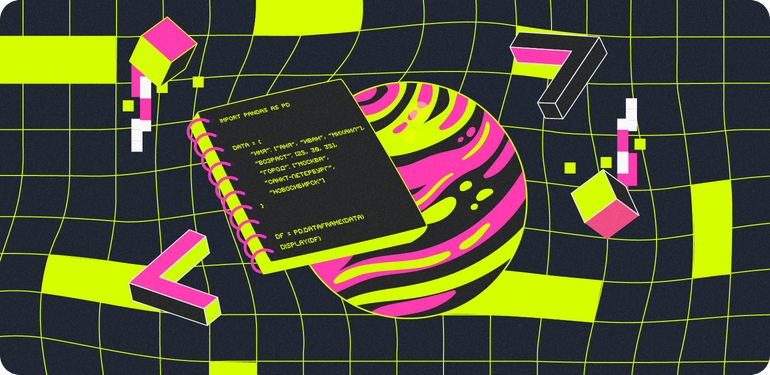 IMPORT PANDAS AS PD
DATA = {
"ИМЯ": ["АНЯ", "ИВАН", "МИХАИЛ"],
"ВОЗРАСТ": [25, 30, 35],
"ГОРОД": ["МОСКВА",
"САНКТ-ПЕТЕРБУРГ",
"НОВОСИБИРСК"]
}
DF = PD.DATAFRAME(DATA)
DISPLAY(DF)